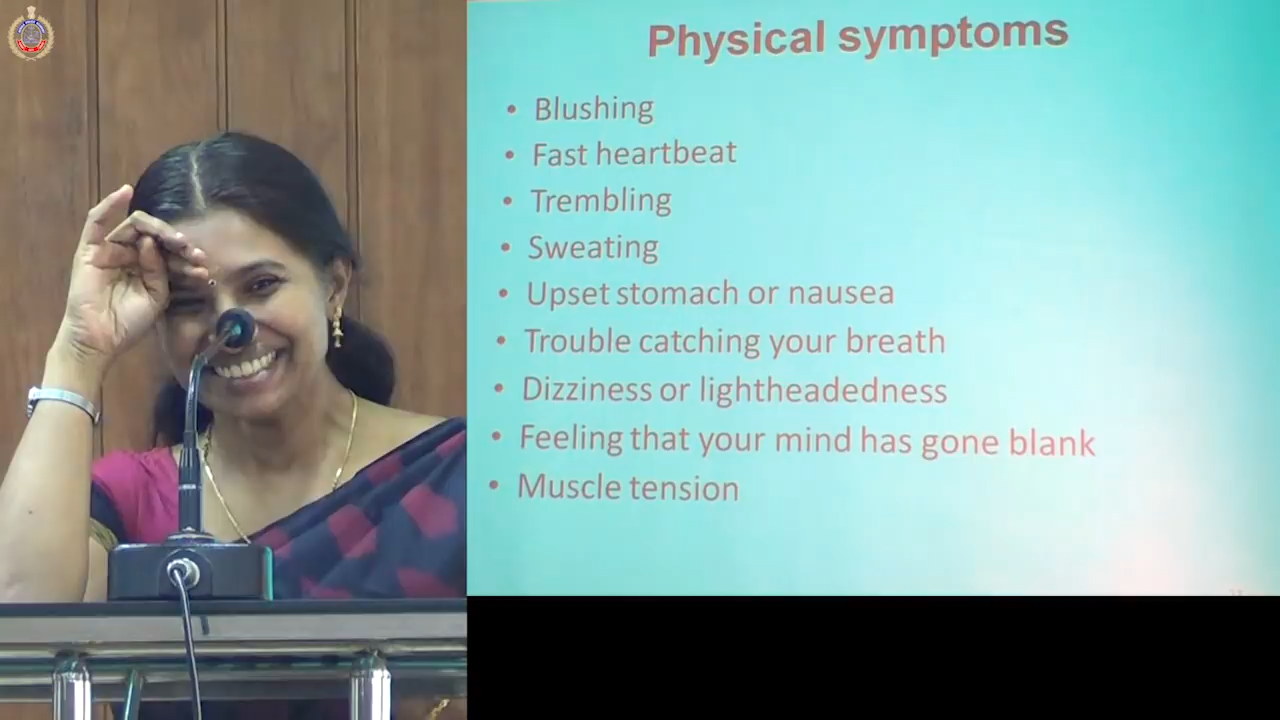 Physical symptoms
• Blushing
• Fast heartbeat
• Trembling
• Sweating
• Upset stomach or nausea
• Trouble catching your breath
• Dizziness or lightheadedness
• Feeling that your mind has gone blank
• Muscle tension